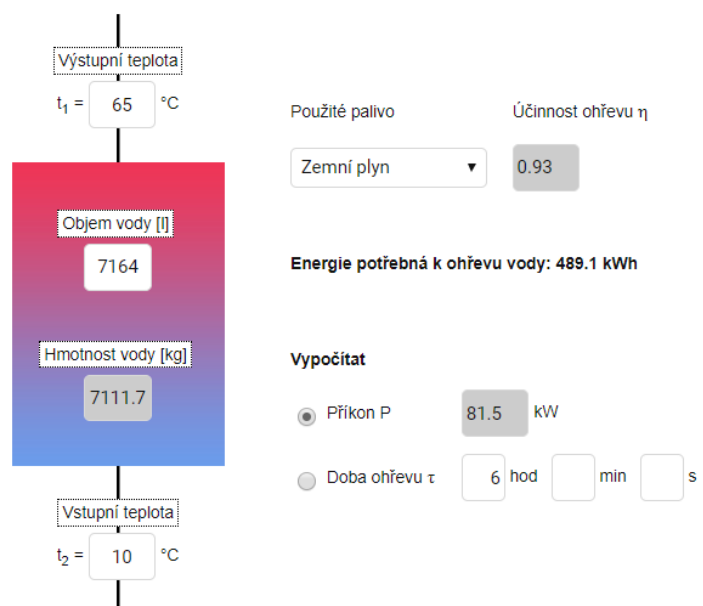 Výstupní teplota
t₁ = 65 °C
Použité palivo
Účinnost ohřevu η
Zemní plyn ▼
0.93
Objem vody [l]
7164
Energie potřebná k ohřevu vody: 489.1 kWh
Hmotnost vody [kg]
7111.7
Vypočítat
Příkon P 81.5 kW
Doba ohřevu τ 6 hod min s
Vstupní teplota
t₂ = 10 °C